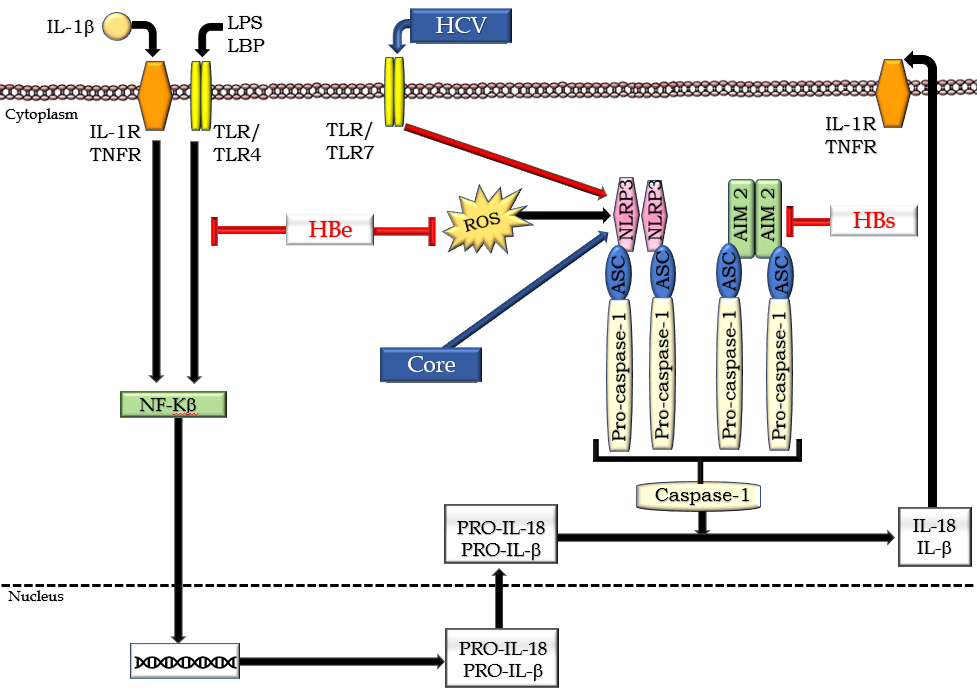 IL-1β
LPS
LBP
HCV
Cytoplasm
IL-1R
TNFR
TLR/
TLR4
TLR/
TLR7
IL-1R
TNFR
HBe
ROS
NLRP3
NLRP3
AIM 2
AIM 2
HBs
ASC
ASC
ASC
ASC
Core
Pro-caspase-1
Pro-caspase-1
Pro-caspase-1
Pro-caspase-1
NF-Kβ
Caspase-1
PRO-IL-18
PRO-IL-β
IL-18
IL-β
Nucleus
PRO-IL-18
PRO-IL-β